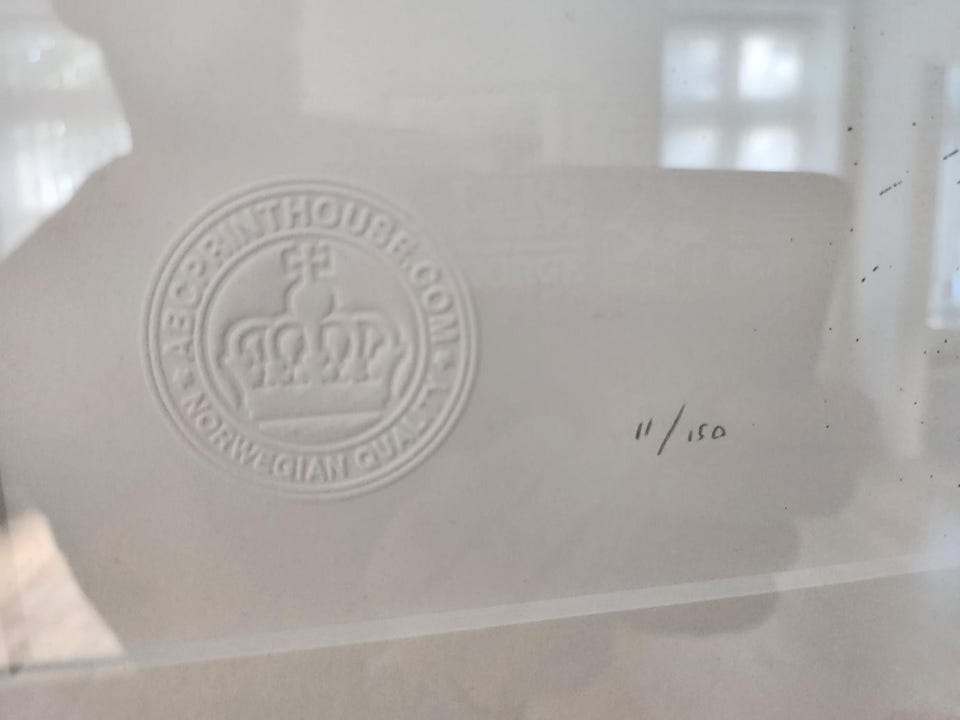 ABCPRINTHOUSE.COM
NORWEGIAN QUALITY
11/150